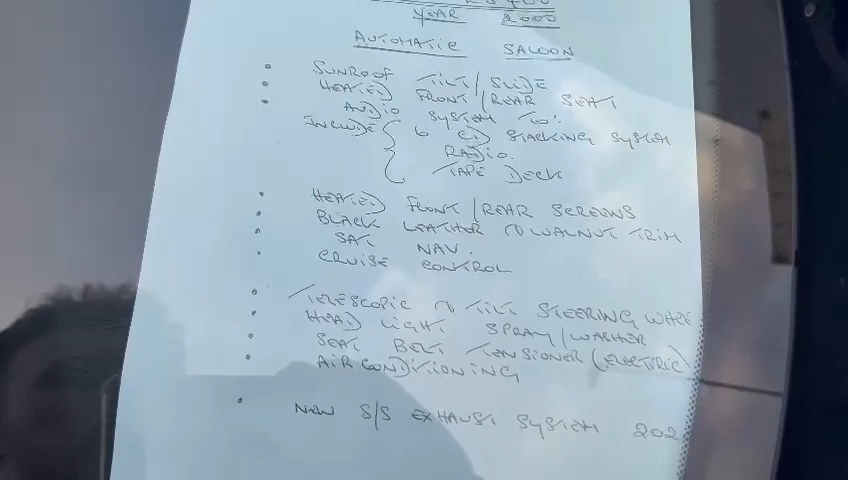 YEAR 2000
AUTOMATIC SALOON
• SUNROOF TILT/SLIDE
• HEATED FRONT/REAR SEAT
• AUDIO SYSTEM TO:
INCLUDE { 6 CD STACKING SYSTEM
RADIO.
TAPE DECK
• HEATED FRONT/REAR SCREENS
• BLACK LEATHER & WALNUT TRIM
• SAT NAV.
• CRUISE CONTROL
• TELESCOPIC & TILT STEERING WHEE
• HEAD LIGHT SPRAY/WASHER
• SEAT BELT TENSIONER (ELECTRIC)
• AIR CONDITIONING
• NEW S/S EXHAUST SYSTEM 202